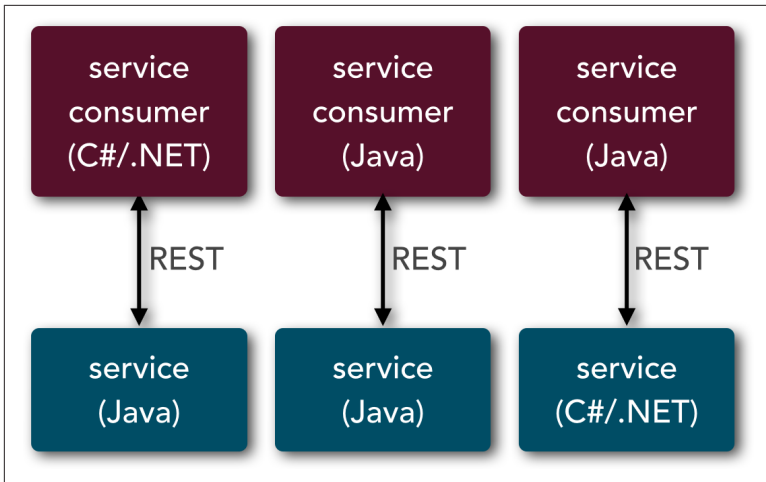 service
consumer
(C#/.NET)
service
consumer
(Java)
service
consumer
(Java)
REST
REST
REST
service
(Java)
service
(Java)
service
(C#/.NET)